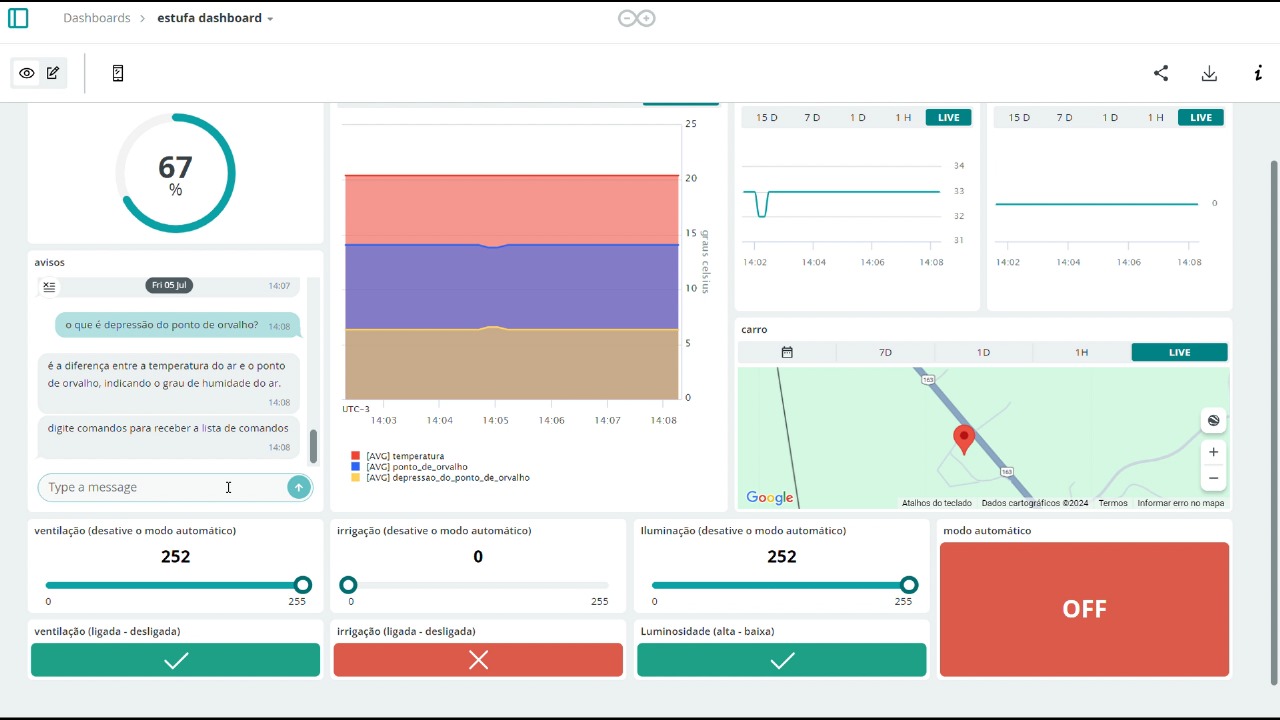 Dashboards
estufa dashboard
67
%
25
20
15
10
5
0
graus celsius
UTC-3
14:03
14:04
14:05
14:06
14:07
14:08
[AVG] temperatura
[AVG] ponto_de_orvalho
[AVG] depressao_do_ponto_de_orvalho
15 D
7 D
1 D
1 H
LIVE
34
33
32
31
14:02
14:04
14:06
14:08
15 D
7 D
1 D
1 H
LIVE
0
14:02
14:04
14:06
14:08
avisos
Fri 05 Jul
14:07
o que é depressão do ponto de orvalho? 14:08
é a diferença entre a temperatura do ar e o ponto
de orvalho, indicando o grau de humidade do ar.
14:08
digite comandos para receber a lista de comandos
14:08
Type a message
carro
7D
1D
1H
LIVE
163
163
Google
Atalhos do teclado
Dados cartográficos ©2024
Termos
Informar erro no mapa
ventilação (desative o modo automático)
252
0
255
irrigação (desative o modo automático)
0
0
255
Iluminação (desative o modo automático)
252
0
255
modo automático
OFF
ventilação (ligada - desligada)
irrigação (ligada - desligada)
Luminosidade (alta - baixa)